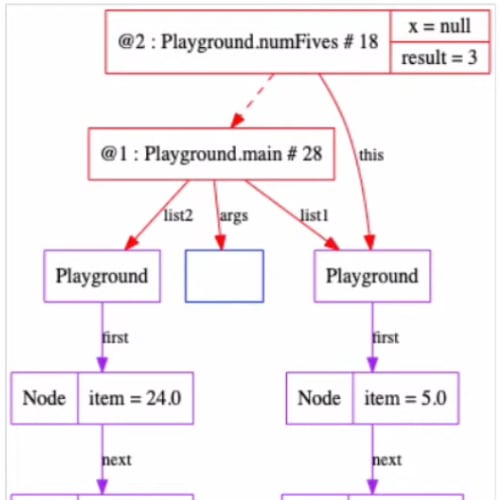 @2 : Playground.numFives # 18
x = null
result = 3
@1 : Playground.main # 28
this
list2
args
list1
Playground
Playground
first
first
Node
item = 24.0
Node
item = 5.0
next
next